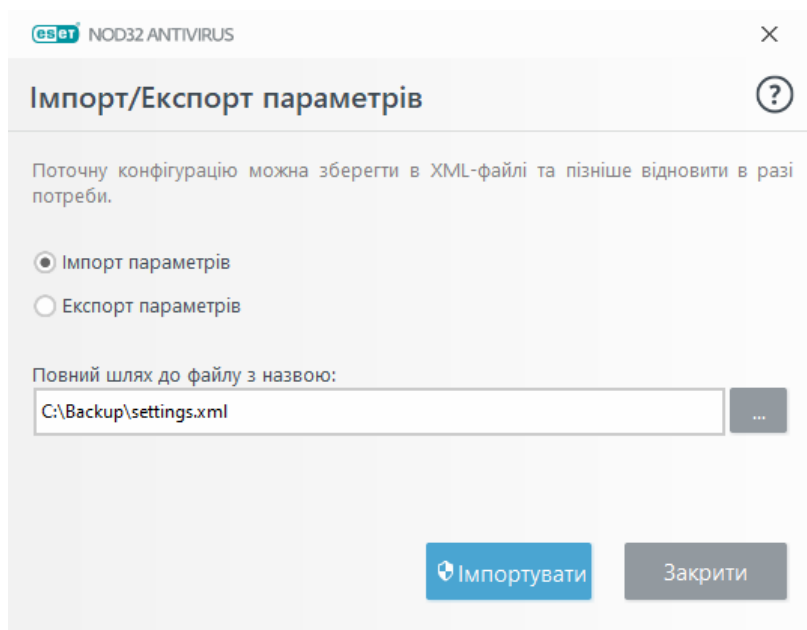 eset NOD32 ANTIVIRUS
Імпорт/Експорт параметрів
?
Поточну конфігурацію можна зберегти в XML-файлі та пізніше відновити в разі
потреби.
Імпорт параметрів
Експорт параметрів
Повний шлях до файлу з назвою:
C:\Backup\settings.xml
...
Імпортувати
Закрити